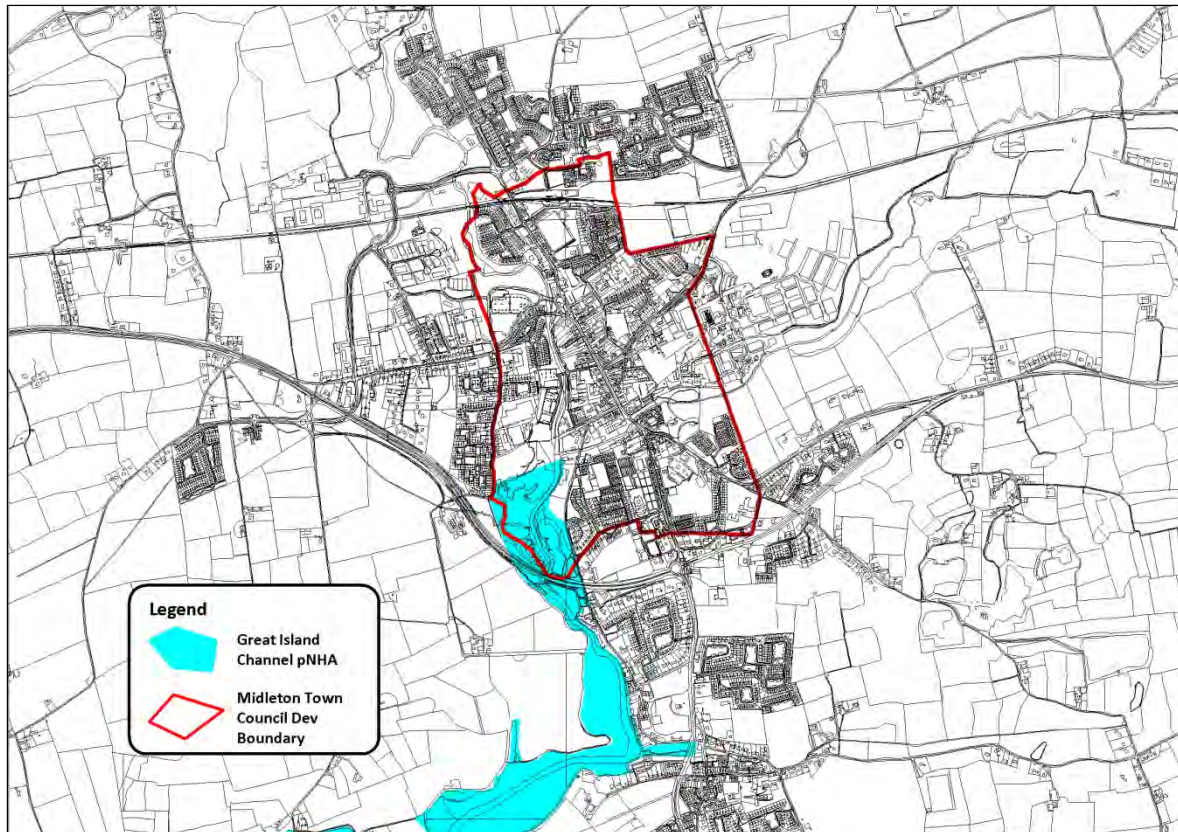 Legend
Great Island
Channel pNHA
Midleton Town
Council Dev
Boundary